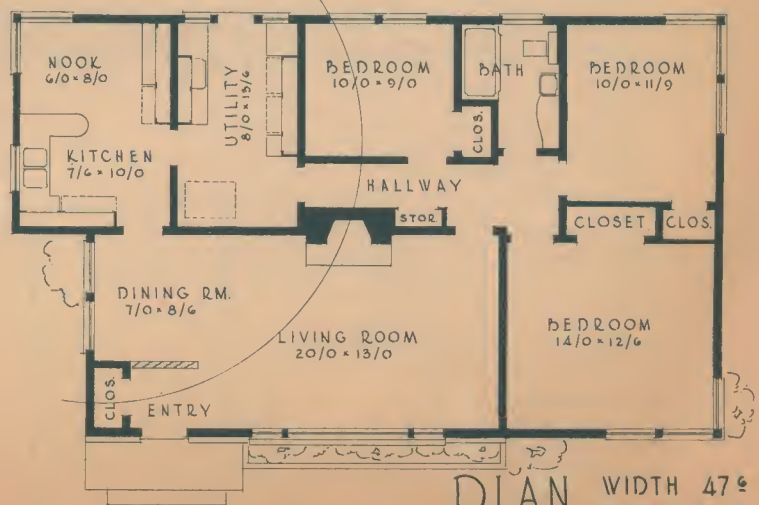 NOOK
6/0 × 8/0
UTILITY
8/0 × 13/6
BEDROOM
10/0 × 9/0
BATH
BEDROOM
10/0 × 11/9
CLOS.
KITCHEN
7/6 × 10/0
HALLWAY
STOR.
CLOSET
CLOS.
DINING RM.
7/0 × 8/6
LIVING ROOM
20/0 × 13/0
BEDROOM
14/0 × 12/6
CLOS.
ENTRY
PLAN WIDTH 47 6